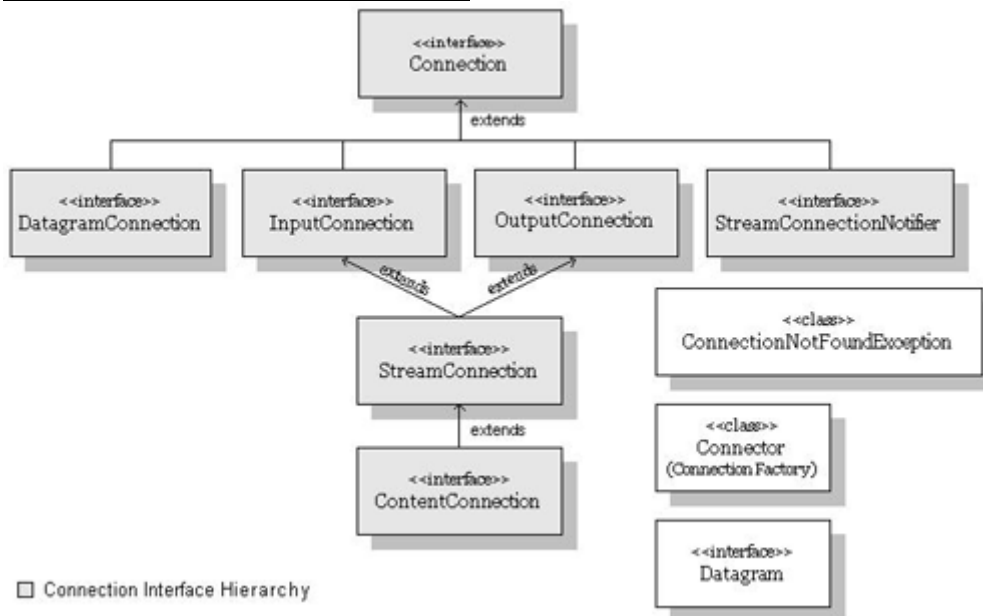 <<interface>>
Connection
extends
<<interface>>
DatagramConnection
<<interface>>
InputConnection
<<interface>>
OutputConnection
<<interface>>
StreamConnectionNotifier
extends
extends
<<class>>
ConnectionNotFoundException
<<interface>>
StreamConnection
extends
<<class>>
Connector
(Connection Factory)
<<interface>>
ContentConnection
<<interface>>
Datagram
Connection Interface Hierarchy